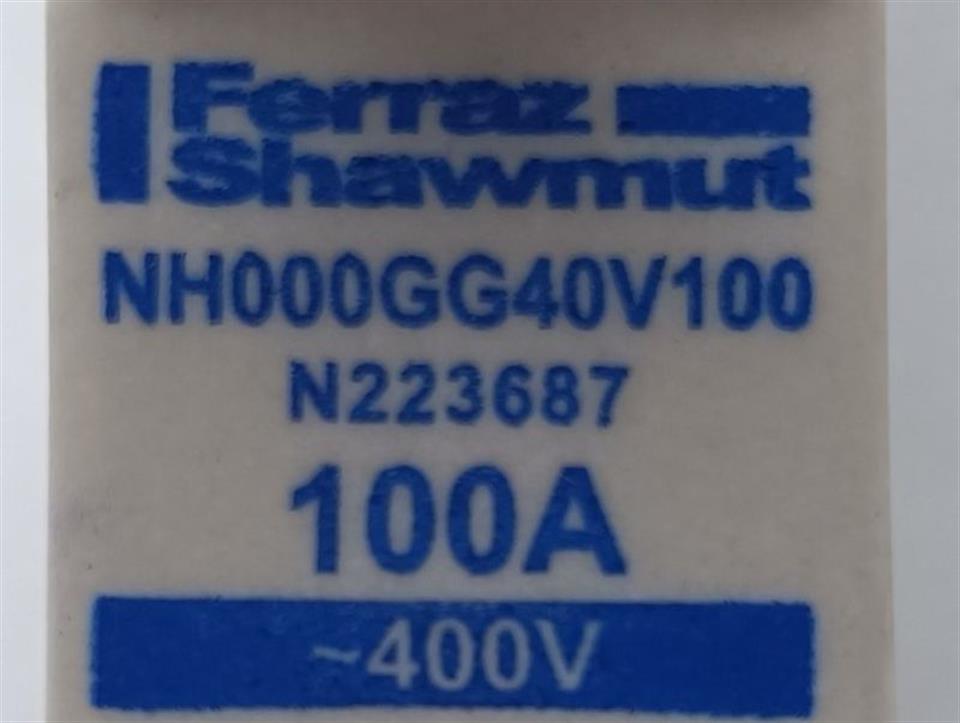 Ferraz
Shawmut
NH000GG40V100
N223687
100A
~400V